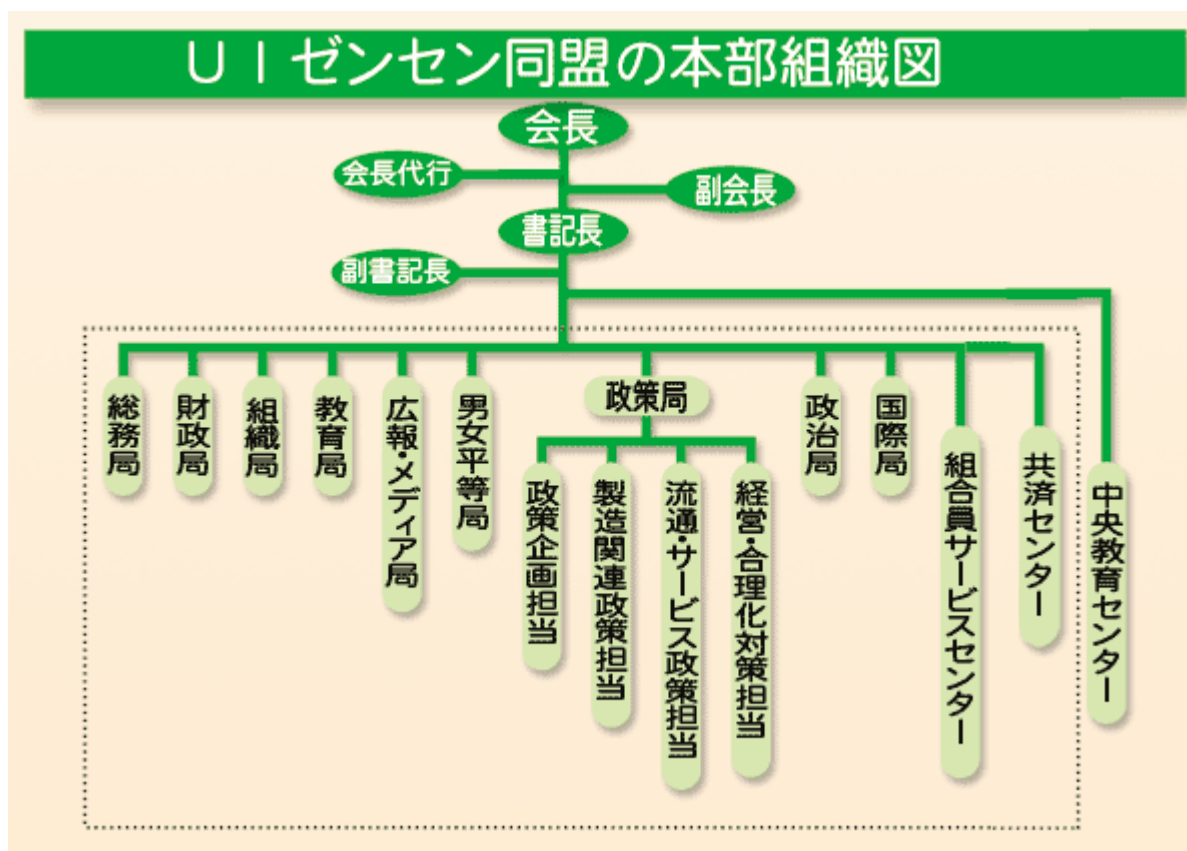 UIゼンセン同盟の本部組織図
会長
会長代行
副会長
書記長
副書記長
総務局
財政局
組織局
教育局
広報・メディア局
男女平等局
政策局
政策企画担当
製造関連政策担当
流通・サービス政策担当
経営・合理化対策担当
政治局
国際局
組合員サービスセンター
共済センター
中央教育センター